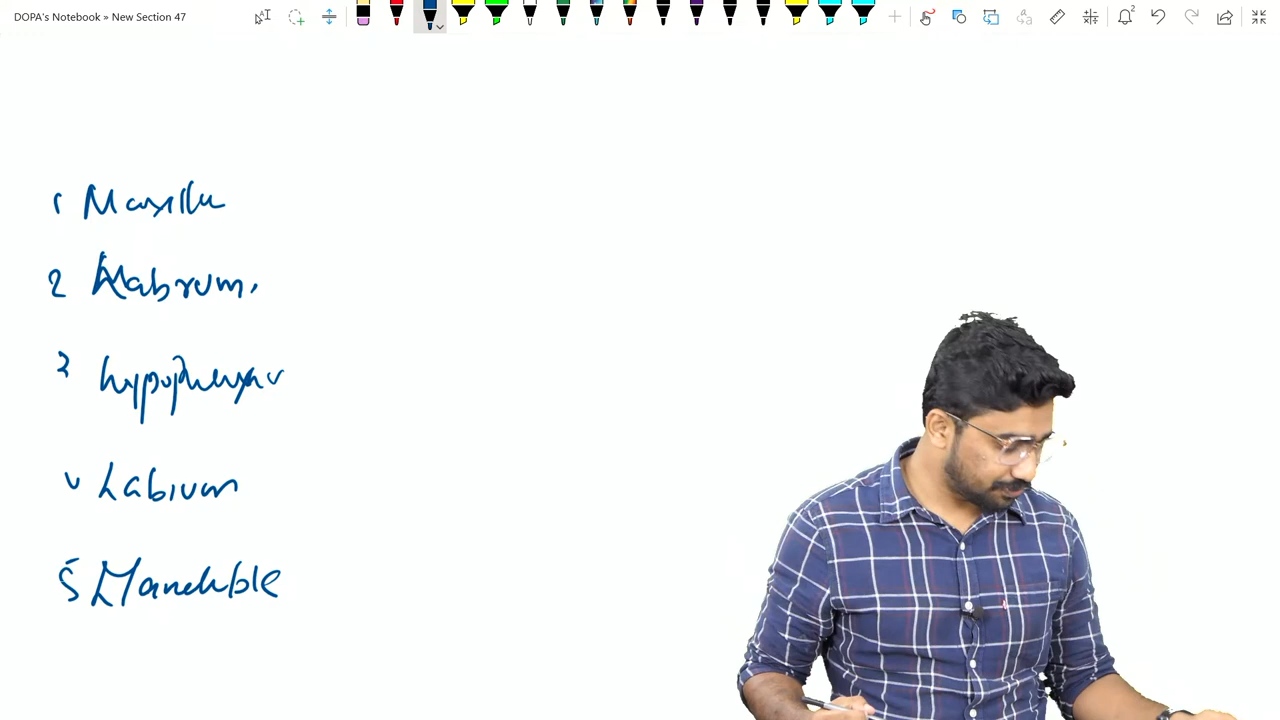 DOPA's Notebook » New Section 47
1 Maxilla
2 Labrum,
3 hypopharynx
4 Labium
5 Mandible